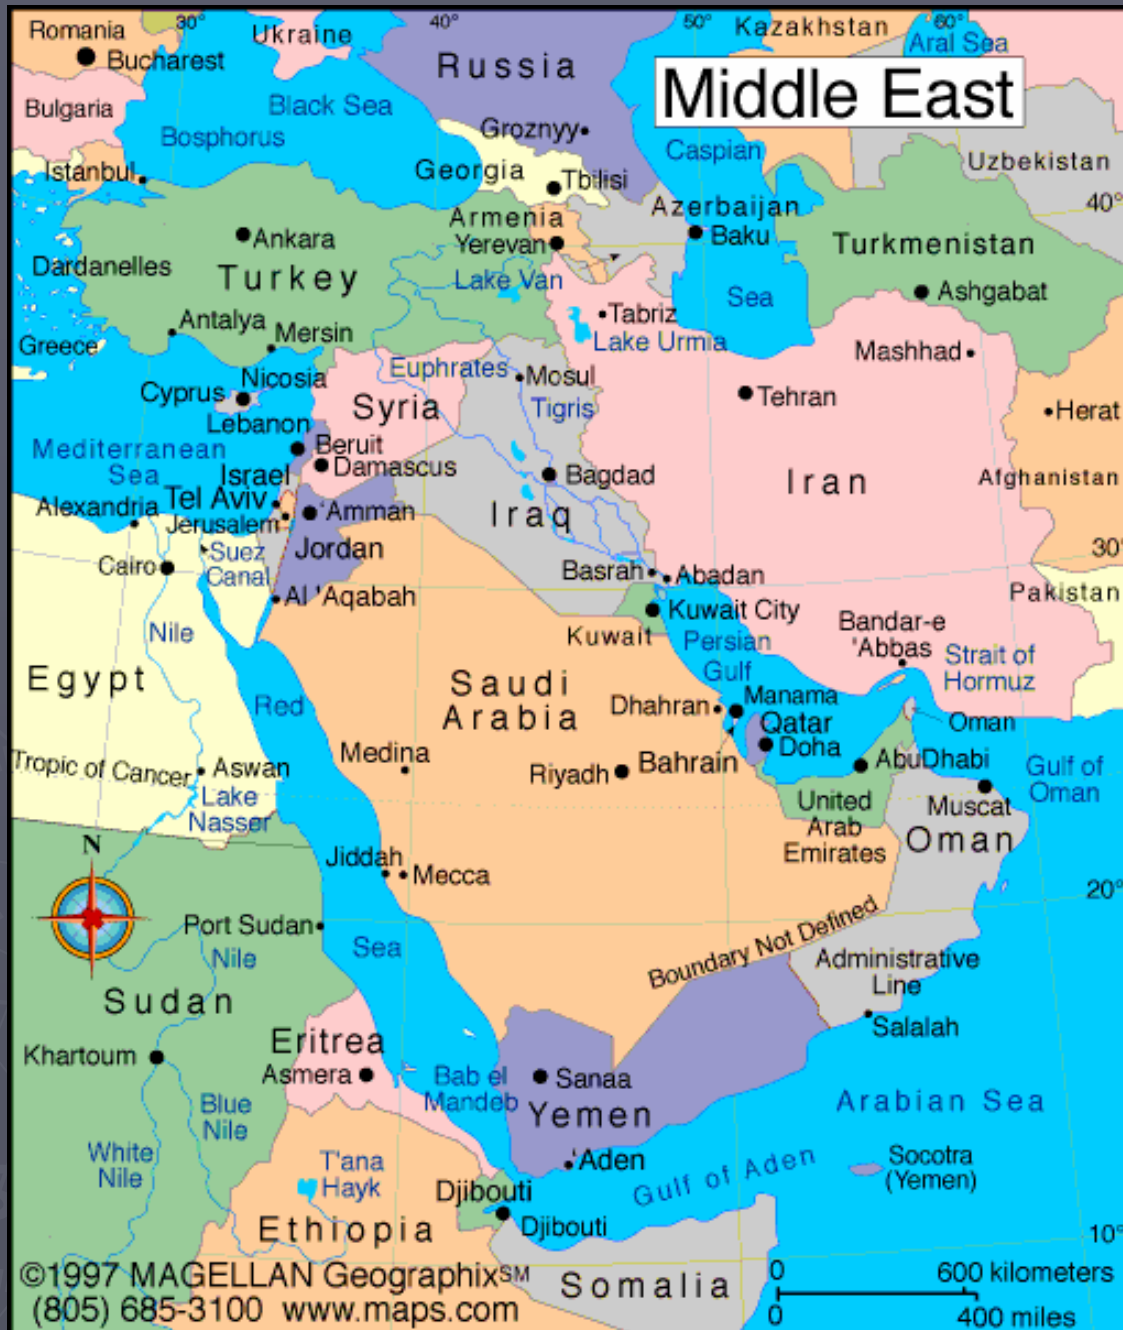 30°
40°
50°
60°
Romania
Bucharest
Ukraine
Russia
Kazakhstan
Aral Sea
Middle East
Bulgaria
Black Sea
Bosphorus
Groznyy
Caspian
Uzbekistan
Istanbul
Georgia
Tbilisi
40°
Armenia
Azerbaijan
Yerevan
Baku
Ankara
Turkmenistan
Dardanelles
Turkey
Lake Van
Sea
Ashgabat
Antalya
Tabriz
Mersin
Lake Urmia
Greece
Mashhad
Euphrates
Mosul
Nicosia
Cyprus
Tehran
Syria
Tigris
Herat
Lebanon
Beruit
Mediterranean
Sea
Damascus
Israel
Bagdad
Iran
Afghanistan
Tel Aviv
Alexandria
'Amman
Iraq
Jerusalem
Jordan
Suez
Canal
30°
Cairo
Basrah
Abadan
Al 'Aqabah
Pakistan
Kuwait City
Kuwait
Nile
Persian
Gulf
Bandar-e
'Abbas
Strait of
Hormuz
Egypt
Saudi
Arabia
Red
Dhahran
Manama
Qatar
Doha
Oman
Medina
Tropic of Cancer
Aswan
Riyadh
Bahrain
AbuDhabi
Gulf of
Oman
Lake
Nasser
United
Arab
Emirates
Muscat
Oman
N
Jiddah
Mecca
20°
Port Sudan
Boundary Not Defined
Nile
Sea
Administrative
Line
Sudan
Salalah
Eritrea
Khartoum
Asmera
Bab el
Mandeb
Sanaa
Yemen
Arabian Sea
Blue
Nile
White
Nile
T'ana
Hayk
'Aden
Gulf of Aden
Socotra
(Yemen)
Djibouti
Djibouti
Ethiopia
10°
©1997 MAGELLAN Geographix℠
(805) 685-3100 www.maps.com
Somalia
0 600 kilometers
0 400 miles